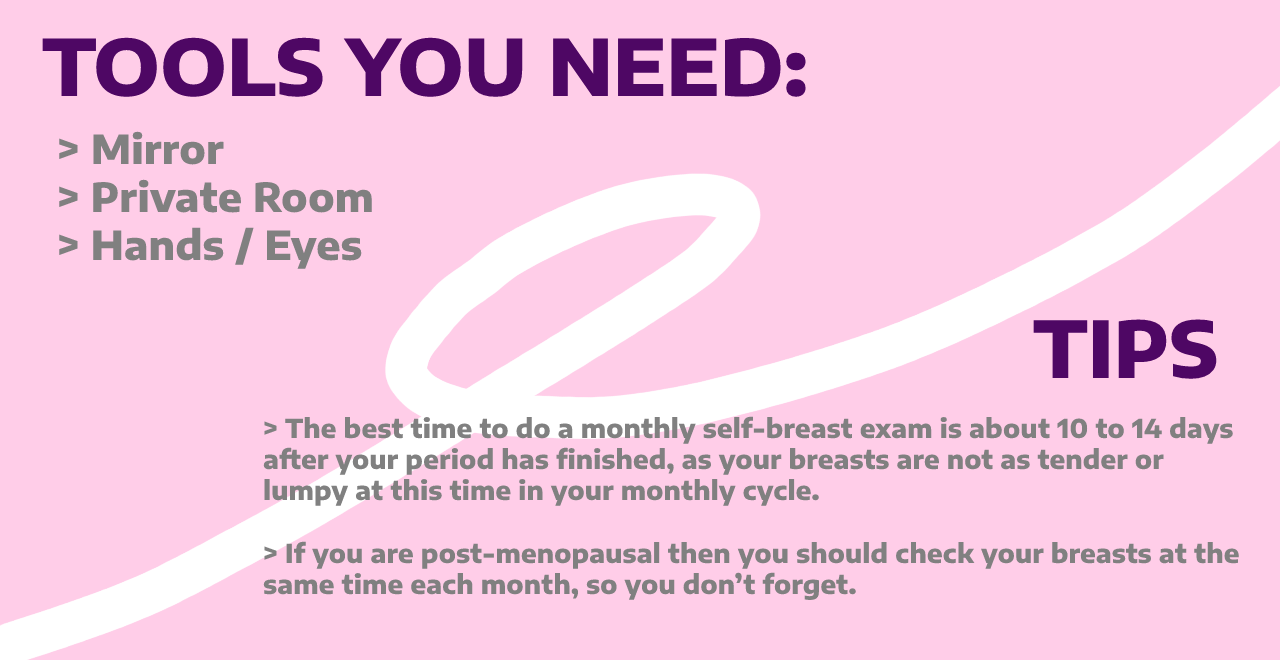 TOOLS YOU NEED:
> Mirror
> Private Room
> Hands / Eyes
TIPS
> The best time to do a monthly self-breast exam is about 10 to 14 days
after your period has finished, as your breasts are not as tender or
lumpy at this time in your monthly cycle.
> If you are post-menopausal then you should check your breasts at the
same time each month, so you don’t forget.